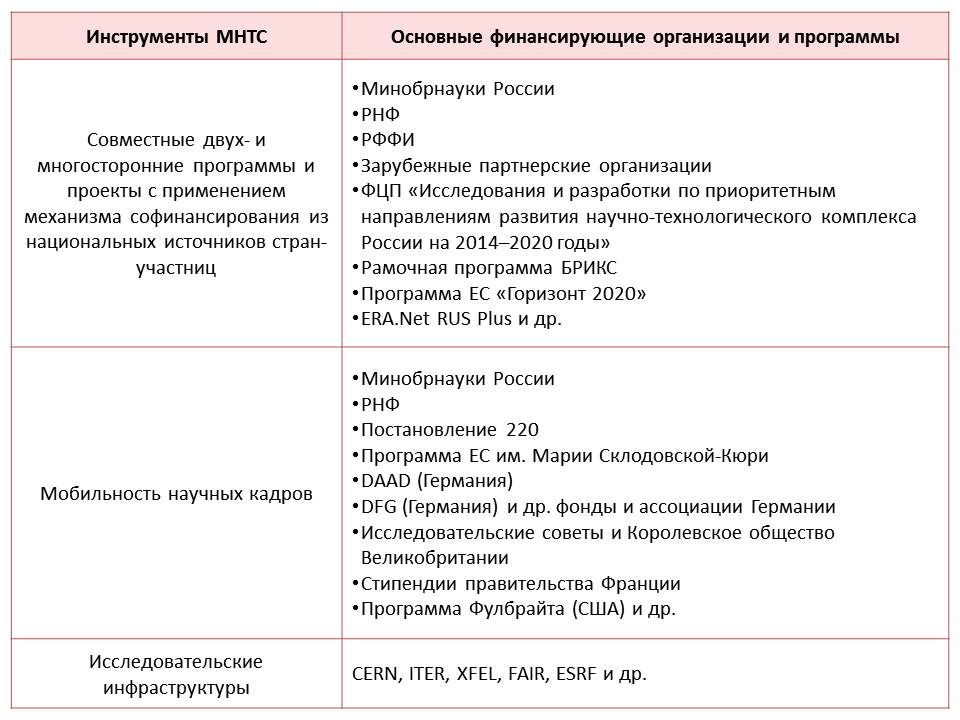 Инструменты МНТС
Основные финансирующие организации и программы
Совместные двух- и
многосторонние программы и
проекты с применением
механизма софинансирования из
национальных источников стран-
участниц
•Минобрнауки России
•РНФ
•РФФИ
•Зарубежные партнерские организации
•ФЦП «Исследования и разработки по приоритетным
направлениям развития научно-технологического комплекса
России на 2014–2020 годы»
•Рамочная программа БРИКС
•Программа ЕС «Горизонт 2020»
•ERA.Net RUS Plus и др.
Мобильность научных кадров
•Минобрнауки России
•РНФ
•Постановление 220
•Программа ЕС им. Марии Склодовской-Кюри
•DAAD (Германия)
•DFG (Германия) и др. фонды и ассоциации Германии
•Исследовательские советы и Королевское общество
Великобритании
•Стипендии правительства Франции
•Программа Фулбрайта (США) и др.
Исследовательские
инфраструктуры
CERN, ITER, XFEL, FAIR, ESRF и др.